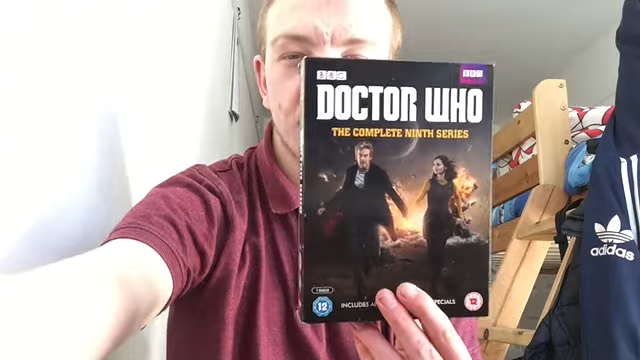 BBC
BBC
DOCTOR WHO
THE COMPLETE NINTH SERIES
12
INCLUDES
SPECIALS
12
adidas